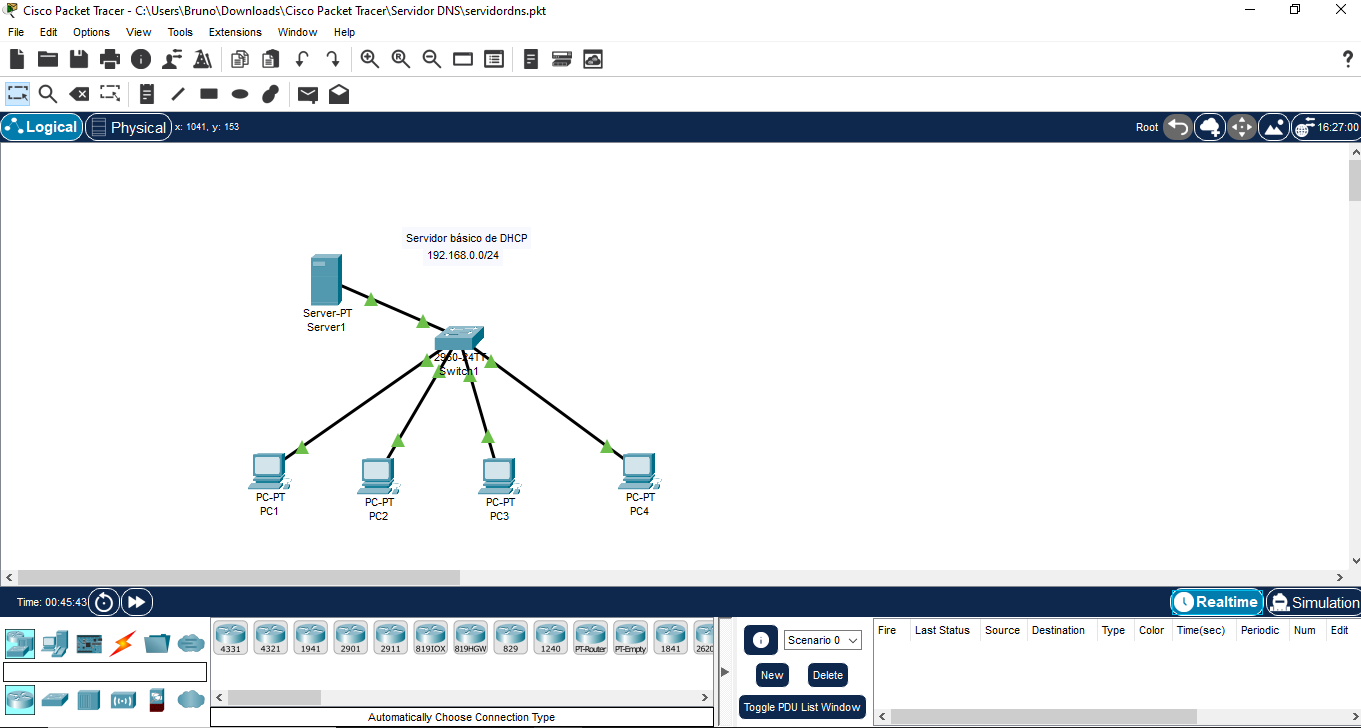 Cisco Packet Tracer - C:\Users\Bruno\Downloads\Cisco Packet Tracer\Servidor DNS\servidordns.pkt
File Edit Options View Tools Extensions Window Help
Logical Physical x: 1041, y: 153 Root 16:27:00
Servidor básico de DHCP
192.168.0.0/24
Server-PT
Server1
2960-24TT
Switch1
PC-PT
PC1
PC-PT
PC2
PC-PT
PC3
PC-PT
PC4
Time: 00:45:43 Realtime Simulation
4331 4321 1941 2901 2911 819IOX 819HGW 829 1240 PT-Router PT-Empty 1841 2620
Automatically Choose Connection Type
Scenario 0
New Delete
Toggle PDU List Window
Fire Last Status Source Destination Type Color Time(sec) Periodic Num Edit